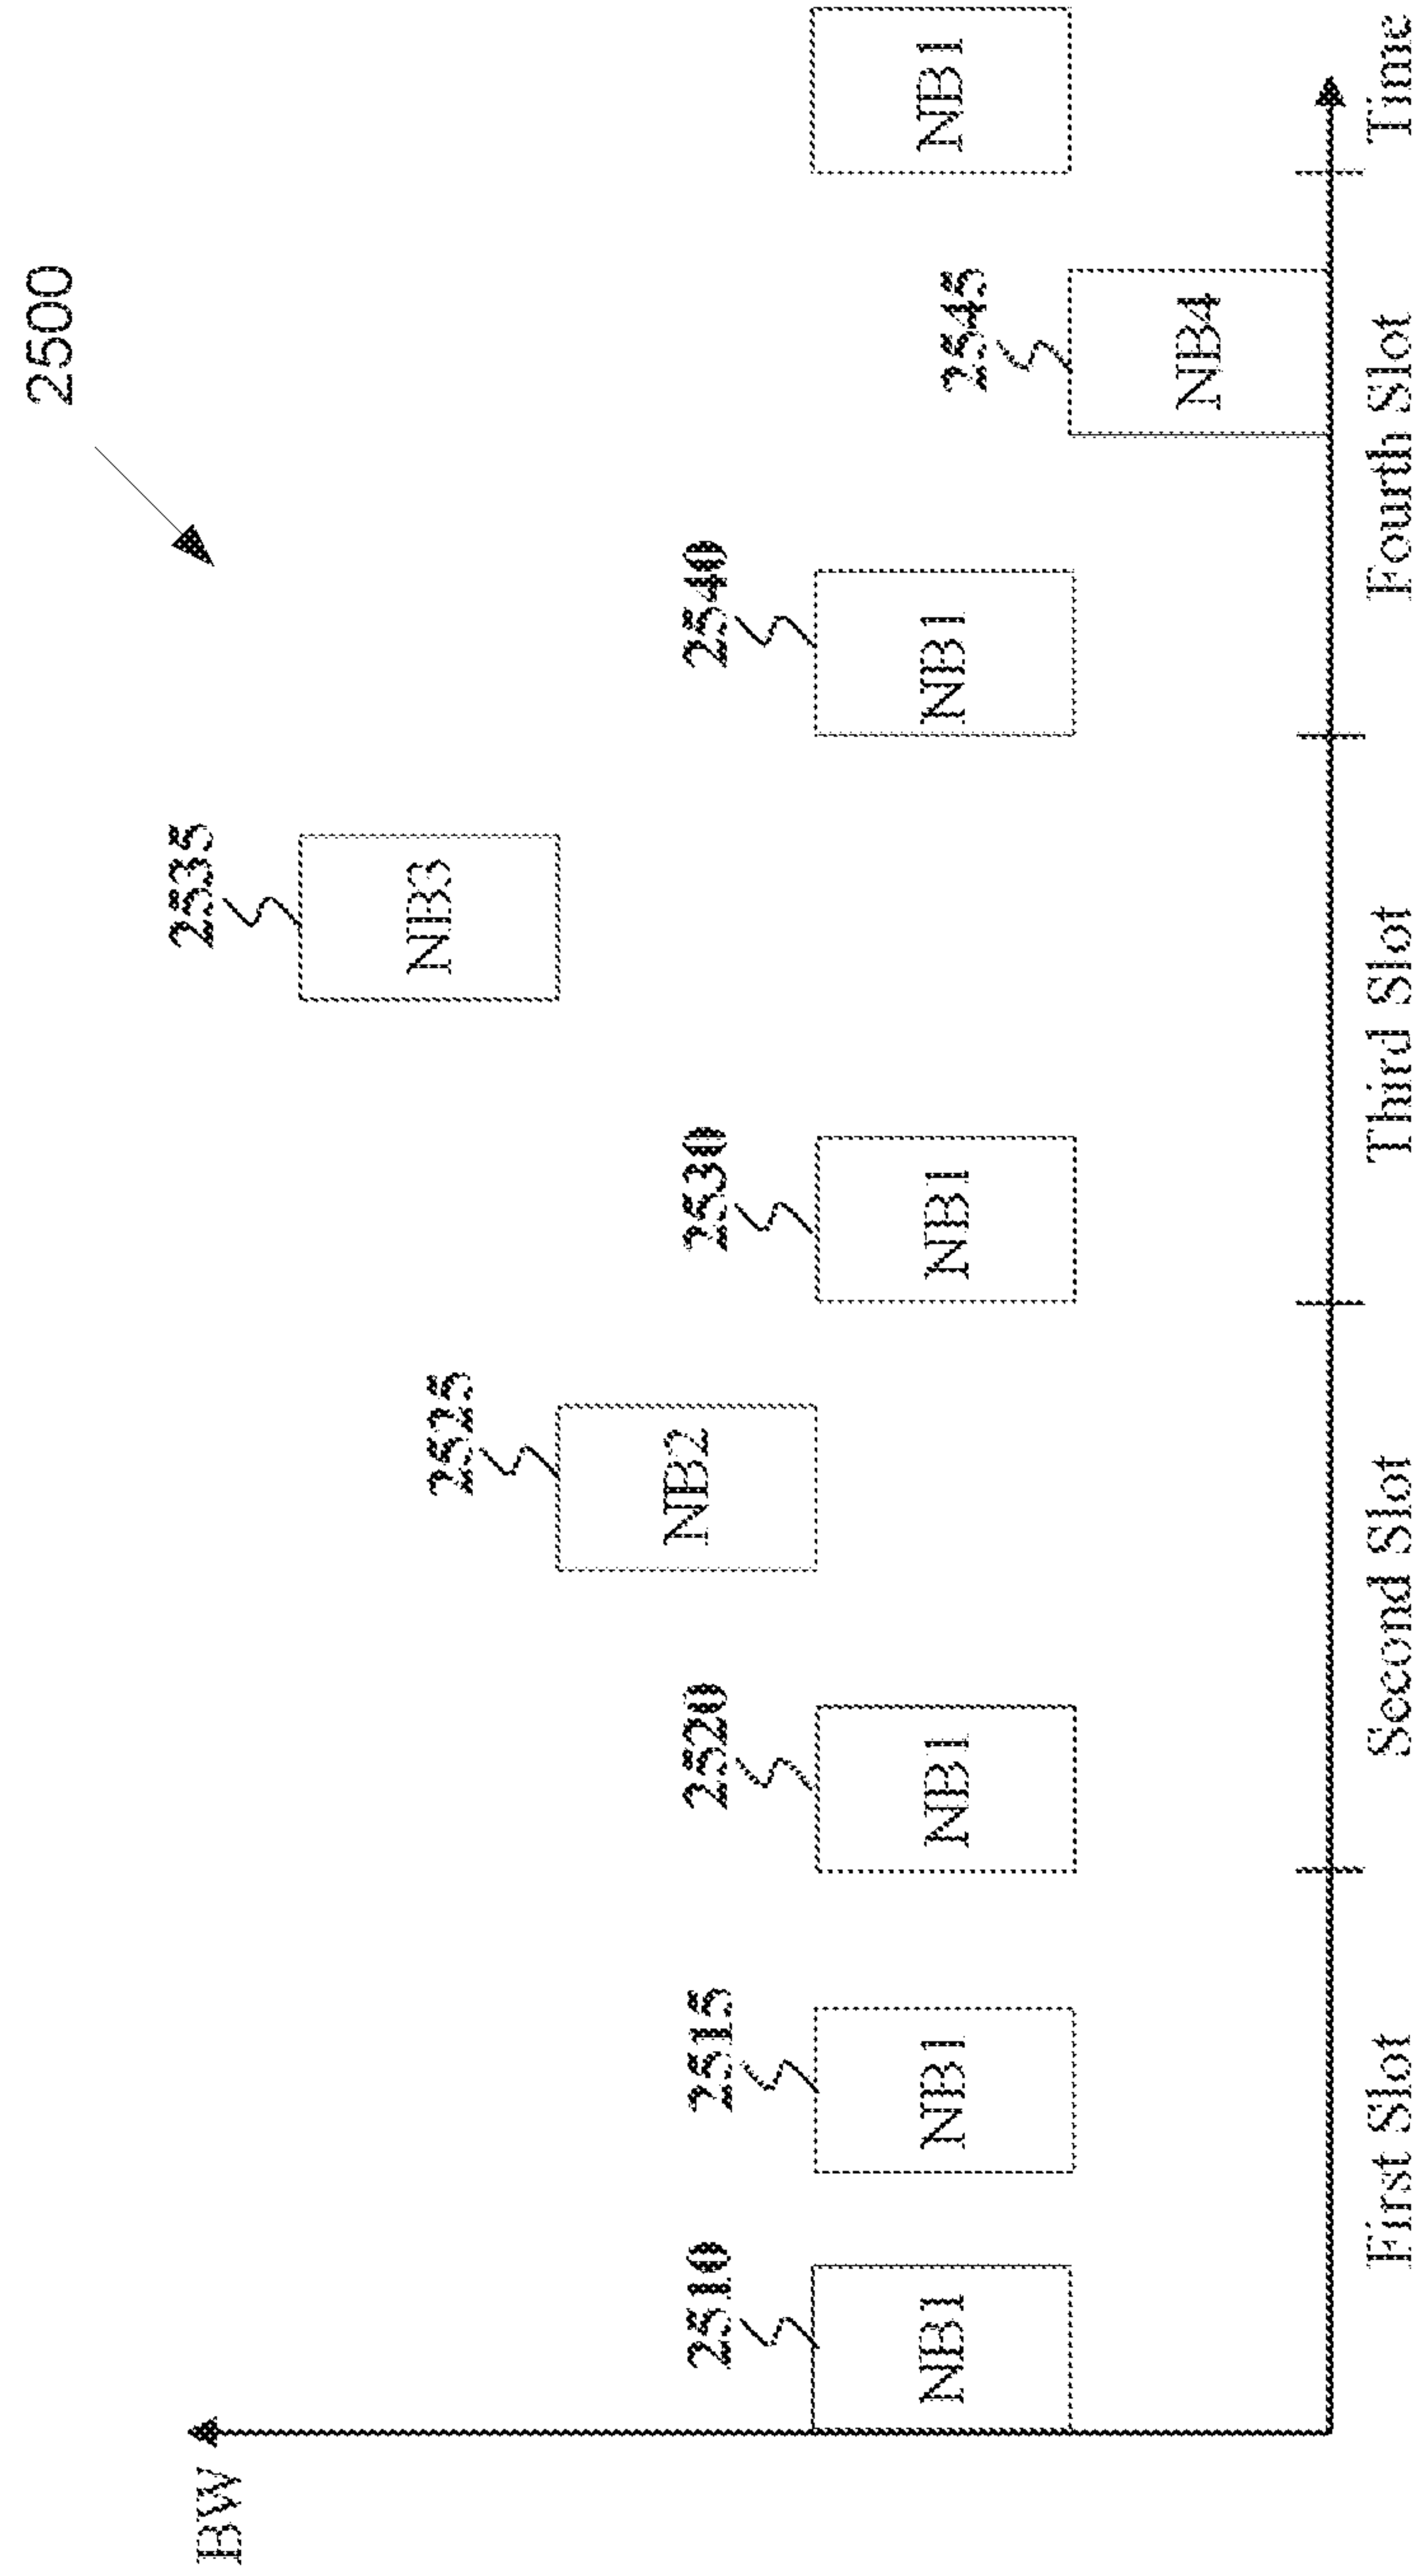 2500
BW
2535
NB3
2525
NB2
2510
NB1
2515
NB1
2520
NB1
2530
NB1
2540
NB1
NB1
2545
NB4
First Slot
Second Slot
Third Slot
Fourth Slot
Time